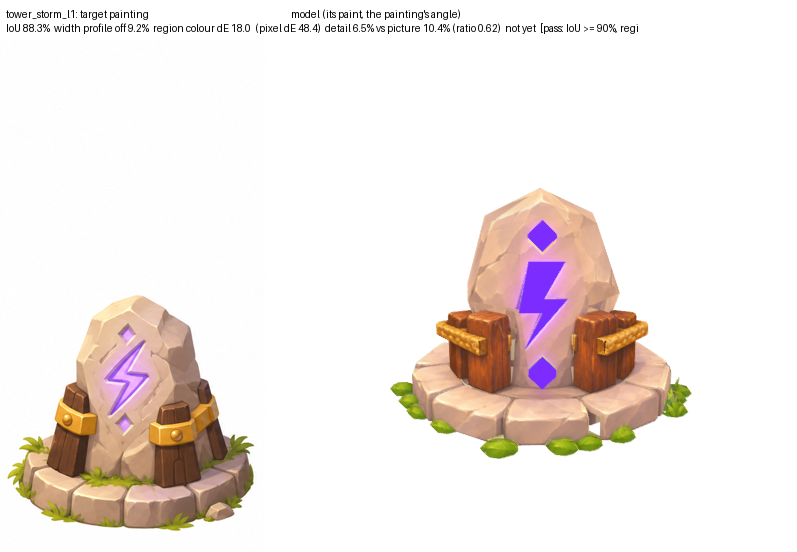 tower_storm_l1: target painting
model (its paint, the painting's angle)
IoU 88.3% width profile off 9.2% region colour dE 18.0 (pixel dE 48.4) detail 6.5% vs picture 10.4% (ratio 0.62) not yet [pass: IoU >= 90%, regi